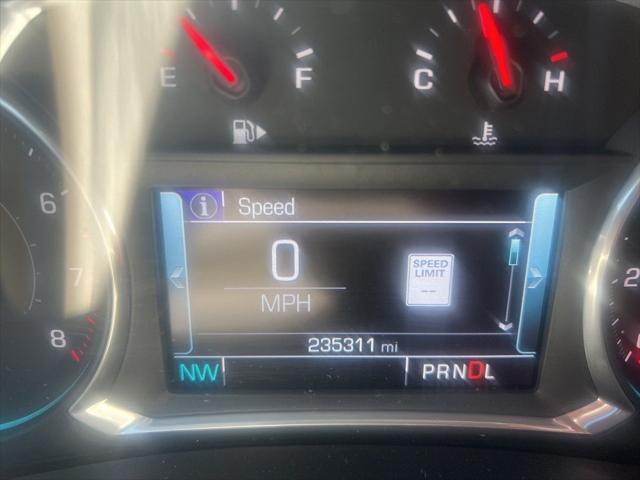 E F
C H
6
7
8
i Speed
0
MPH
SPEED
LIMIT
--
235311 mi
NW
PRNDL
2